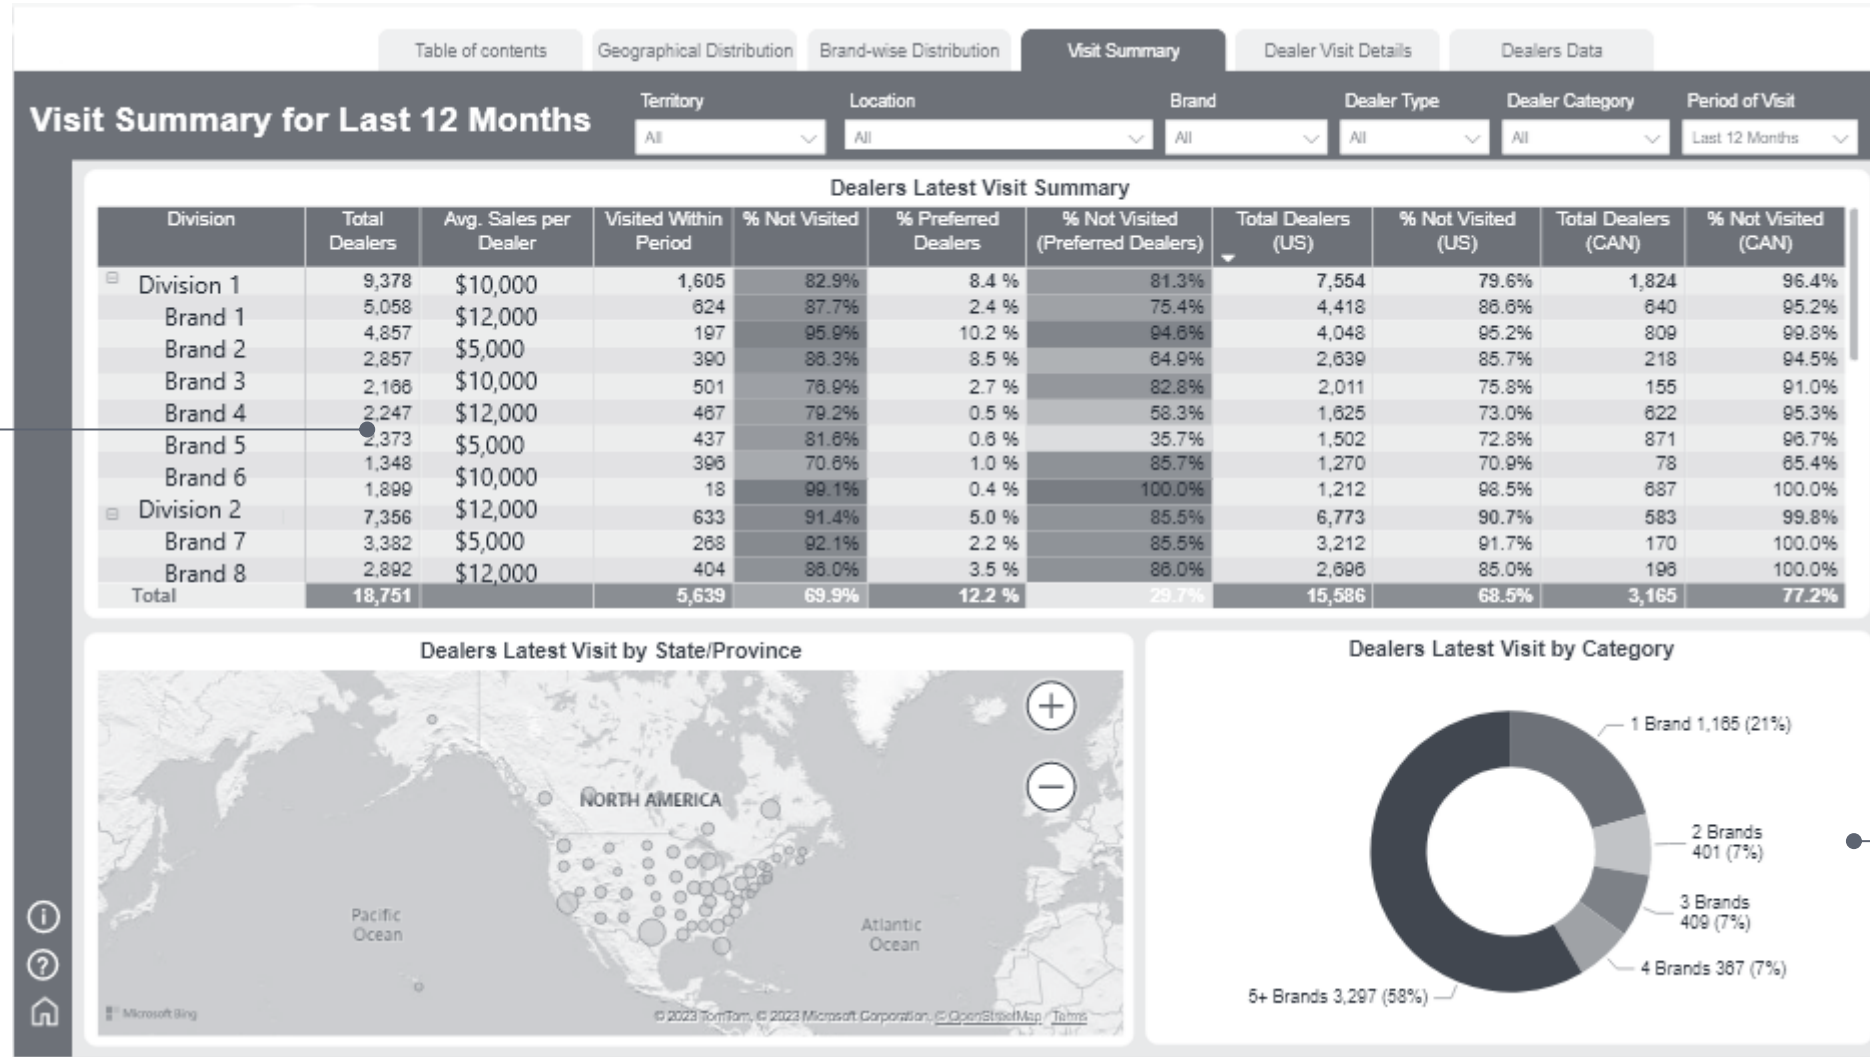 Table of contents
Geographical Distribution
Brand-wise Distribution
Visit Summary
Dealer Visit Details
Dealers Data
Visit Summary for Last 12 Months
Territory
All
Location
All
Brand
All
Dealer Type
All
Dealer Category
All
Period of Visit
Last 12 Months
Dealers Latest Visit Summary
Division Total Dealers Avg. Sales per Dealer Visited Within Period % Not Visited % Preferred Dealers % Not Visited (Preferred Dealers) Total Dealers (US) % Not Visited (US) Total Dealers (CAN) % Not Visited (CAN)
Division 1 9,378 $10,000 1,605 82.9% 8.4 % 81.3% 7,554 79.6% 1,824 96.4%
5,058 624 87.7% 2.4 % 75.4% 4,418 86.6% 640 95.2%
Brand 1 $12,000
4,857 197 95.9% 10.2 % 94.6% 4,048 95.2% 809 99.8%
Brand 2 $5,000
2,857 390 86.3% 8.5 % 64.9% 2,639 85.7% 218 94.5%
Brand 3 2,166 $10,000 501 76.9% 2.7 % 82.8% 2,011 75.8% 155 91.0%
Brand 4 2,247 $12,000 467 79.2% 0.5 % 58.3% 1,625 73.0% 622 95.3%
Brand 5 2,373 $5,000 437 81.6% 0.6 % 35.7% 1,502 72.8% 871 96.7%
1,348 396 70.6% 1.0 % 85.7% 1,270 70.9% 78 65.4%
Brand 6 $10,000
1,899 18 99.1% 0.4 % 100.0% 1,212 98.5% 687 100.0%
Division 2 7,356 $12,000 633 91.4% 5.0 % 85.5% 6,773 90.7% 583 99.8%
Brand 7 3,382 $5,000 268 92.1% 2.2 % 85.5% 3,212 91.7% 170 100.0%
Brand 8 2,892 $12,000 404 86.0% 3.5 % 86.0% 2,696 85.0% 196 100.0%
Total 18,751 5,639 69.9% 12.2 % 29.7% 15,586 68.5% 3,165 77.2%
Dealers Latest Visit by State/Province
NORTH AMERICA
Pacific
Ocean
Atlantic
Ocean
Microsoft Bing
© 2023 TomTom, © 2023 Microsoft Corporation, © OpenStreetMap Terms
Dealers Latest Visit by Category
1 Brand 1,165 (21%)
2 Brands
401 (7%)
3 Brands
409 (7%)
4 Brands 367 (7%)
5+ Brands 3,297 (58%)